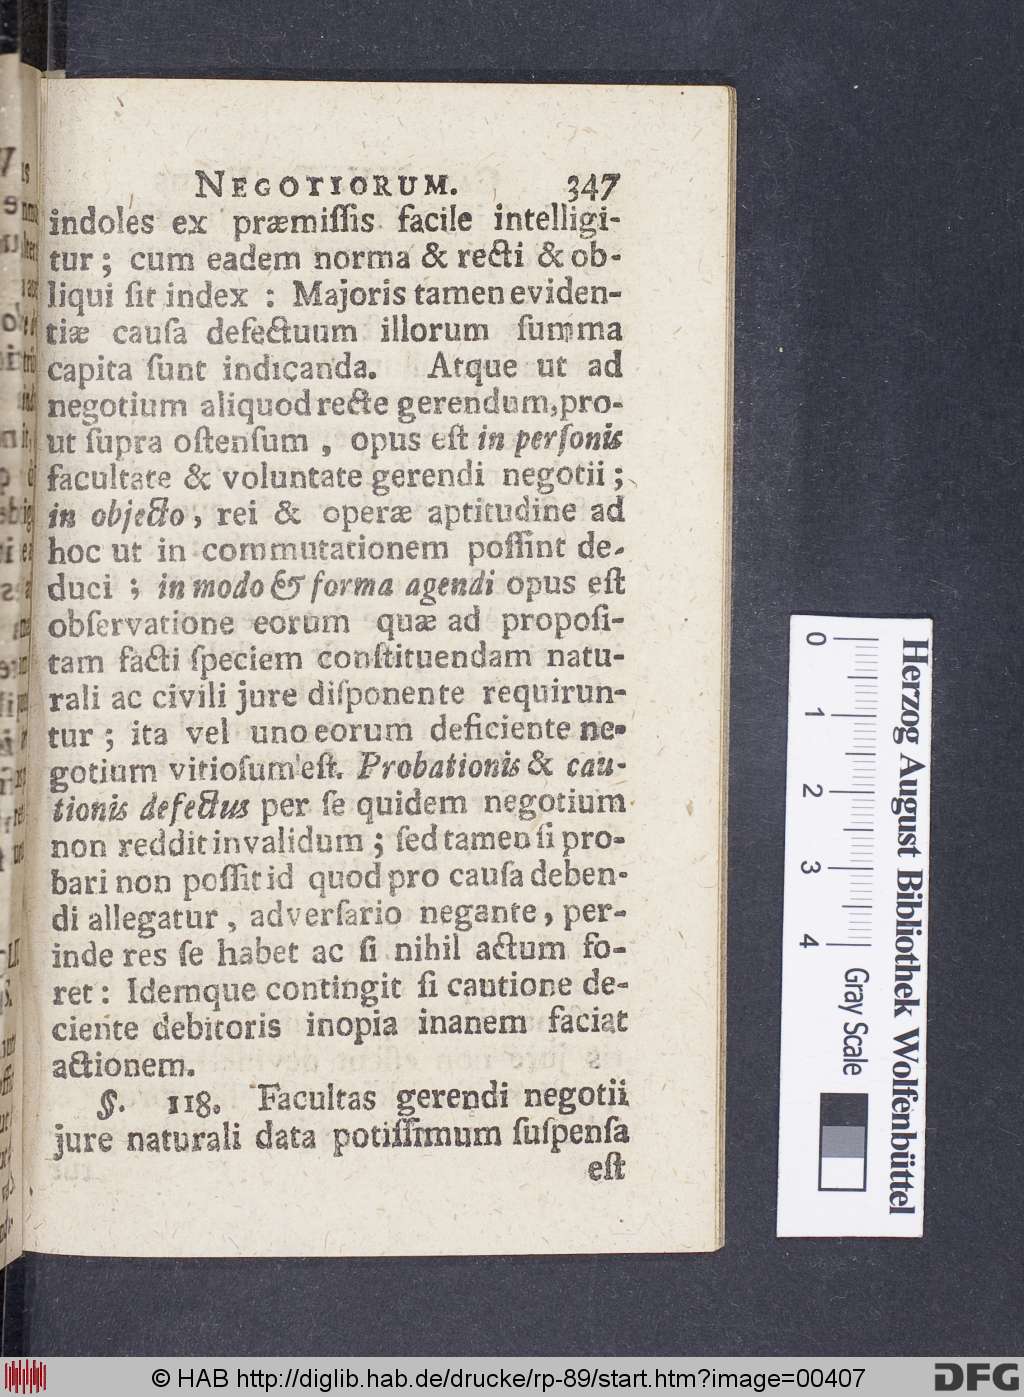 NEGOTIORUM. 347
indoles ex præmiſſis facile intelligi-
tur ; cum eadem norma & recti & ob-
liqui ſit index : Majoris tamen eviden-
tiæ cauſa defectuum illorum ſumma
capita ſunt indicanda. Atque ut ad
negotium aliquod recte gerendum, pro-
ut ſupra oſtenſum , opus eſt in perſonis
facultate & voluntate gerendi negotii ;
in objecto , rei & operæ aptitudine ad
hoc ut in commutationem poſſint de-
duci ; in modo & forma agendi opus eſt
obſervatione eorum quæ ad propoſi-
tam facti ſpeciem conſtituendam natu-
rali ac civili jure diſponente requirun-
tur ; ita vel uno eorum deficiente ne-
gotium vitioſum eſt. Probationis & cau-
tionis defectus per ſe quidem negotium
non reddit invalidum ; ſed tamen ſi pro-
bari non poſſit id quod pro cauſa deben-
di allegatur , adverſario negante , per-
inde res ſe habet ac ſi nihil actum fo-
ret : Idemque contingit ſi cautione de-
ciente debitoris inopia inanem faciat
actionem.
§. 118. Facultas gerendi negotii
jure naturali data potiſſimum ſuſpenſa
eſt
0 1 2 3 4 Gray Scale
Herzog August Bibliothek Wolfenbüttel
© HAB http://diglib.hab.de/drucke/rp-89/start.htm?image=00407
DFG